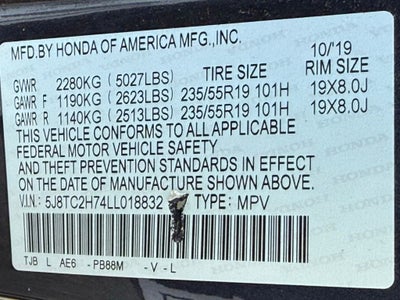 MFD.BY HONDA OF AMERICA MFG.,INC.
10/'19
GVWR 2280KG (5027LBS) TIRE SIZE RIM SIZE
GAWR F 1190KG (2623LBS) 235/55R19 101H 19X8.0J
GAWR R 1140KG (2513LBS) 235/55R19 101H 19X8.0J
THIS VEHICLE CONFORMS TO ALL APPLICABLE
FEDERAL MOTOR VEHICLE SAFETY
AND THEFT PREVENTION STANDARDS IN EFFECT
ON THE DATE OF MANUFACTURE SHOWN ABOVE.
V.I.N.: 5J8TC2H74LL018832 TYPE: MPV
TJB L AE6 -PB88M -V-L